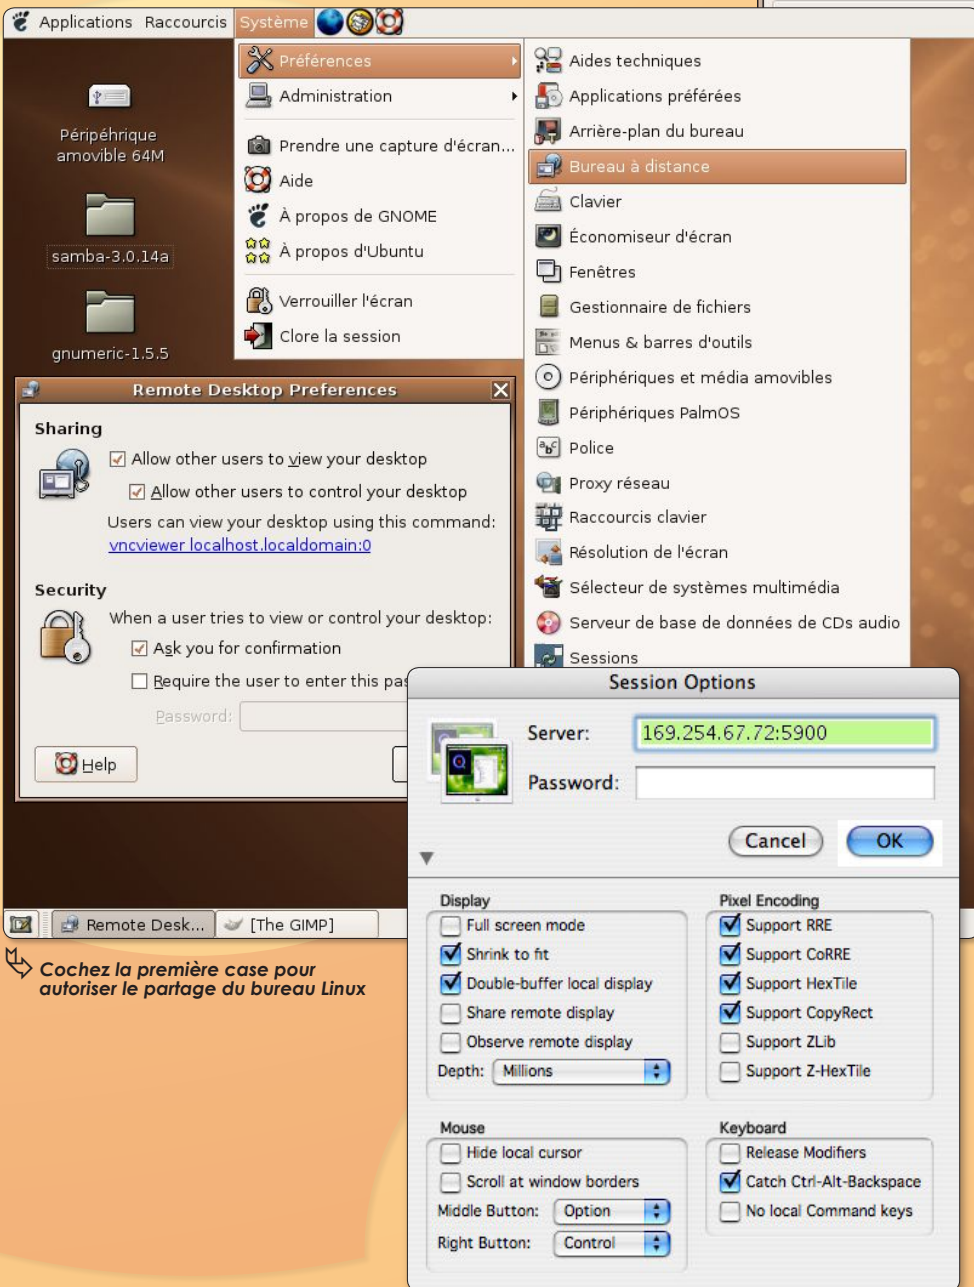 Applications Raccourcis Système
Préférences
Administration
Prendre une capture d'écran...
Aide
À propos de GNOME
À propos d'Ubuntu
Verrouiller l'écran
Clore la session
Aides techniques
Applications préférées
Arrière-plan du bureau
Bureau à distance
Clavier
Économiseur d'écran
Fenêtres
Gestionnaire de fichiers
Menus & barres d'outils
Périphériques et média amovibles
Périphériques PalmOS
Police
Proxy réseau
Raccourcis clavier
Résolution de l'écran
Sélecteur de systèmes multimédia
Serveur de base de données de CDs audio
Sessions
Péripéhrique
amovible 64M
samba-3.0.14a
gnumeric-1.5.5
Remote Desktop Preferences
Sharing
Allow other users to view your desktop
Allow other users to control your desktop
Users can view your desktop using this command:
vncviewer localhost.localdomain:0
Security
When a user tries to view or control your desktop:
Ask you for confirmation
Require the user to enter this
Password:
Help
Remote Desk... [The GIMP]
Cochez la première case pour
autoriser le partage du bureau Linux
Session Options
Server: 169.254.67.72:5900
Password:
Cancel OK
Display
Full screen mode
Shrink to fit
Double-buffer local display
Share remote display
Observe remote display
Depth: Millions
Pixel Encoding
Support RRE
Support CoRRE
Support HexTile
Support CopyRect
Support ZLib
Support Z-HexTile
Mouse
Hide local cursor
Scroll at window borders
Middle Button: Option
Right Button: Control
Keyboard
Release Modifiers
Catch Ctrl-Alt-Backspace
No local Command keys